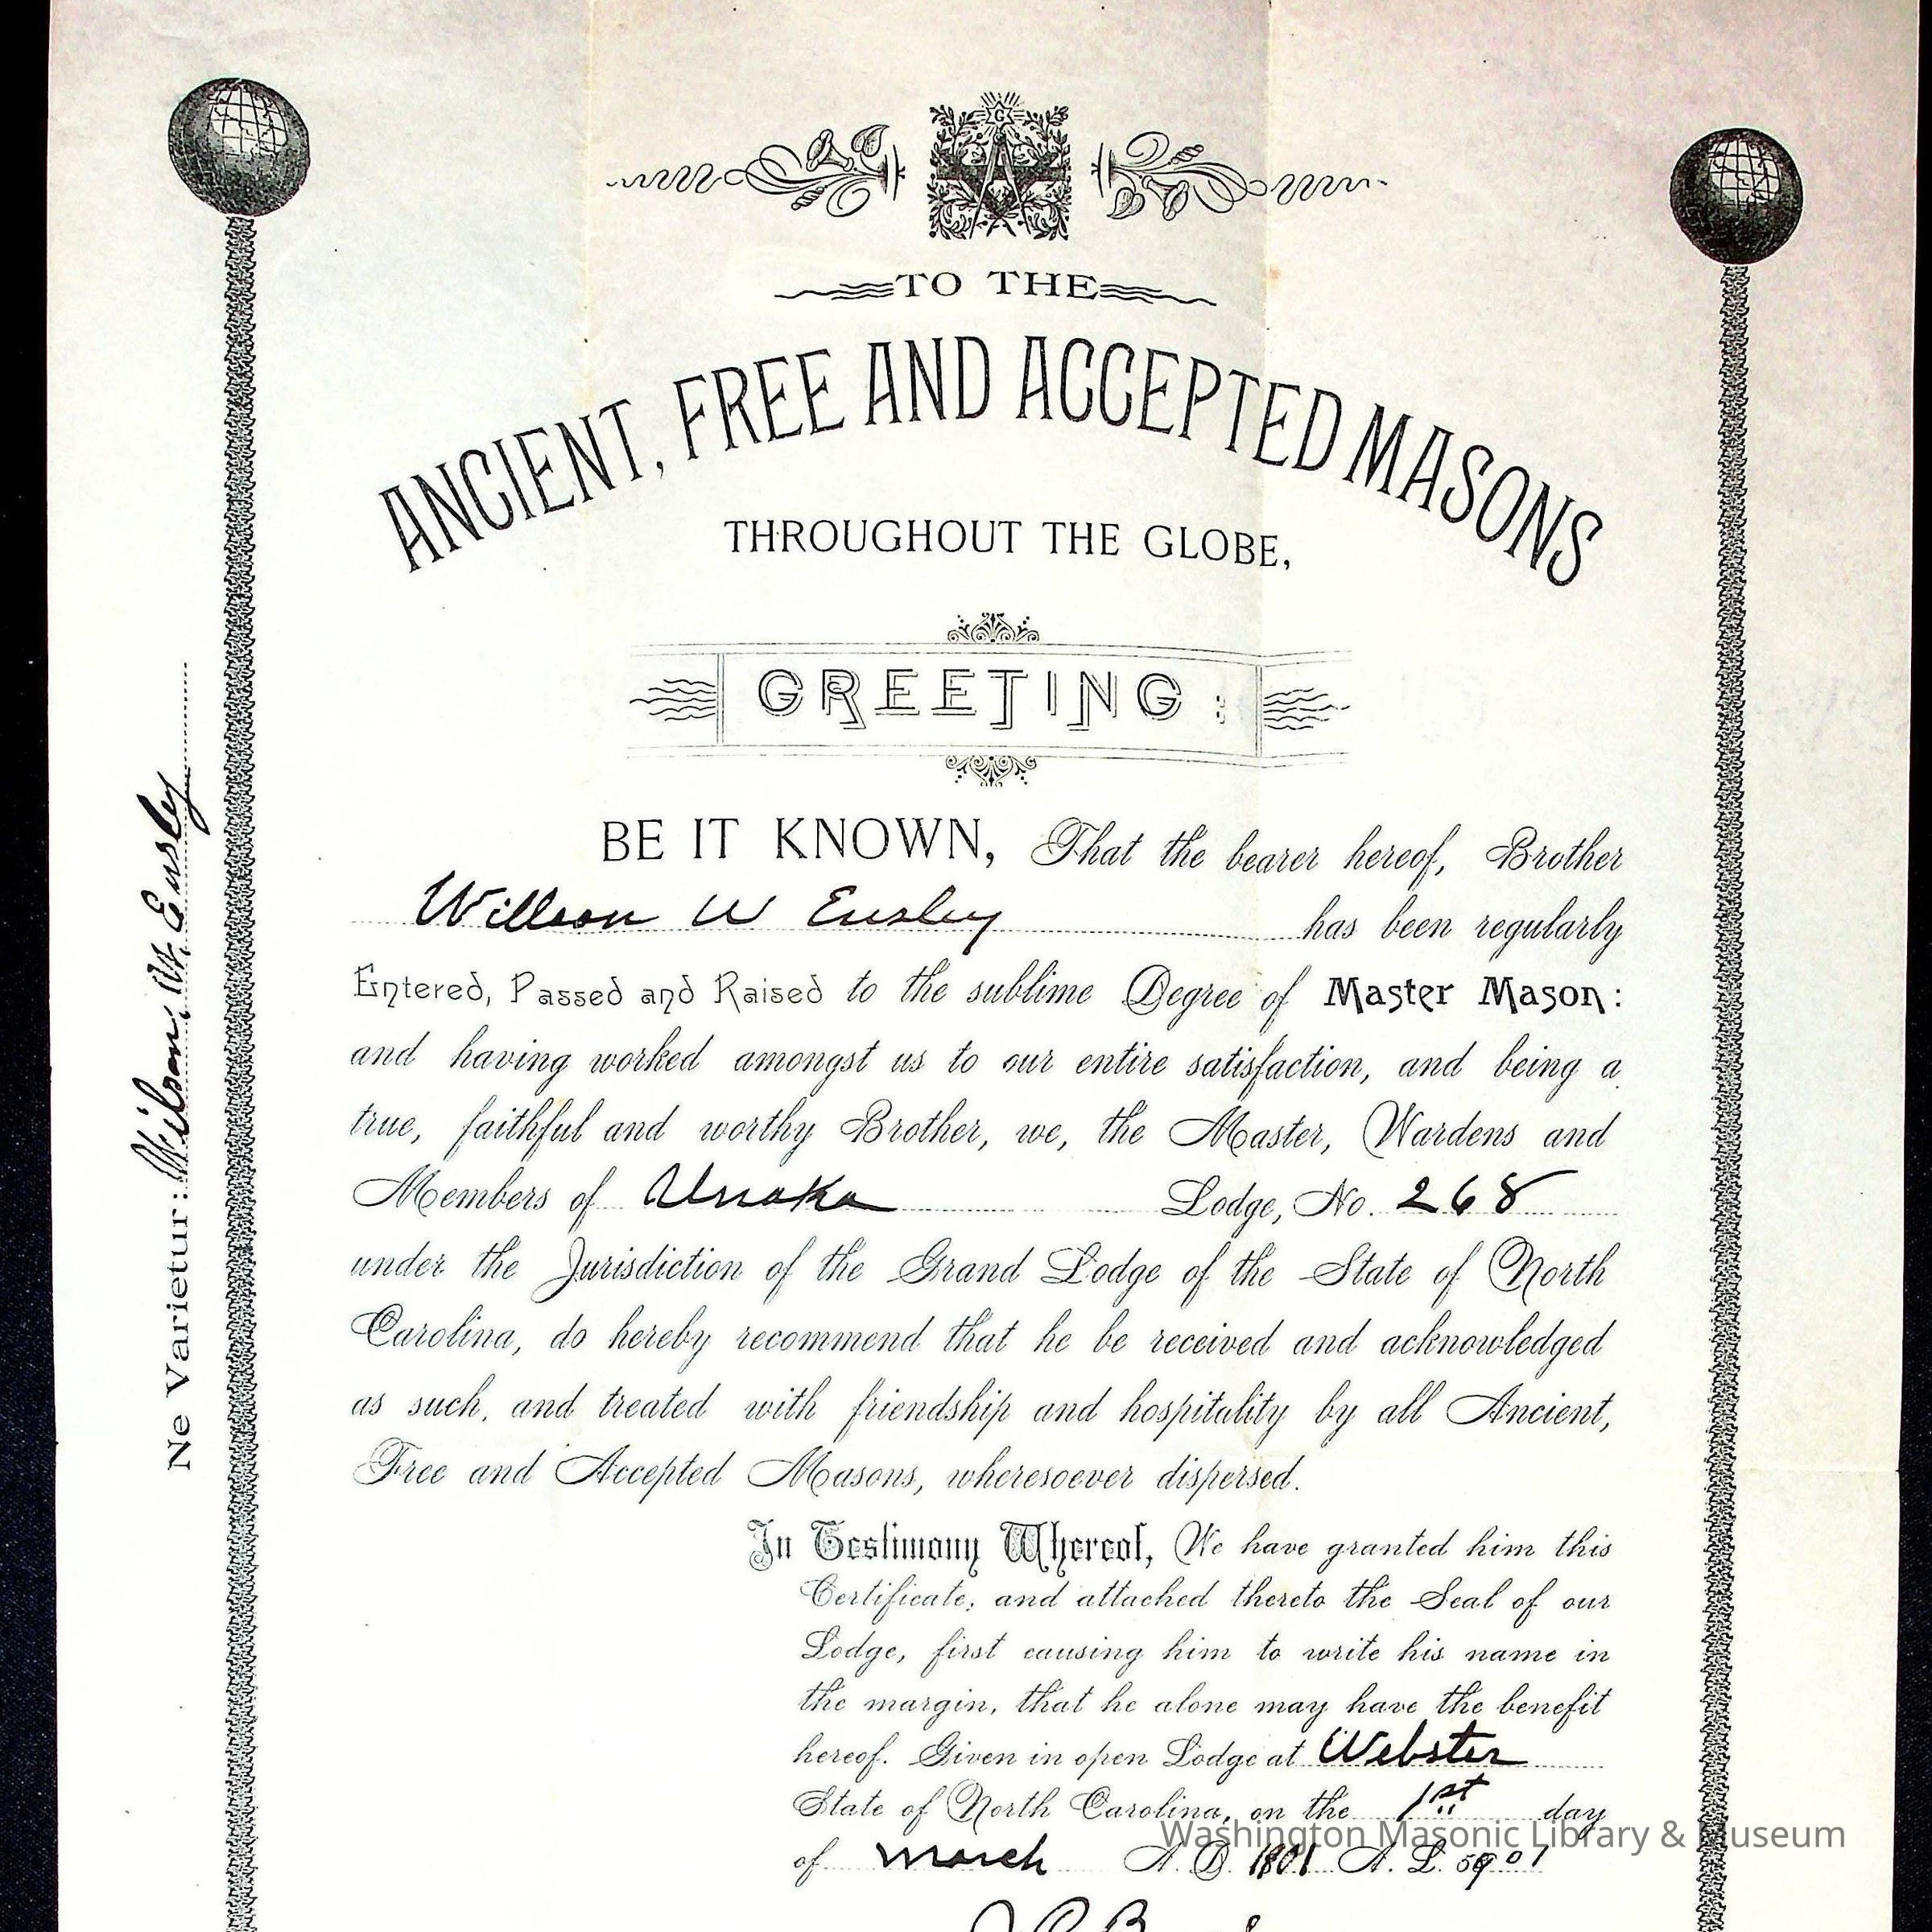 G
TO THE
ANCIENT, FREE AND ACCEPTED MASONS
THROUGHOUT THE GLOBE,
GREETING:
BE IT KNOWN, That the bearer hereof, Brother
Willson W Ensley has been regularly
Entered, Passed and Raised to the sublime Degree of Master Mason:
and having worked amongst us to our entire satisfaction, and being a
true, faithful and worthy Brother, we, the Master, Wardens and
Members of Unaka Lodge, No. 268
under the Jurisdiction of the Grand Lodge of the State of North
Carolina, do hereby recommend that he be received and acknowledged
as such, and treated with friendship and hospitality by all Ancient,
Free and Accepted Masons, wheresoever dispersed.
In Testimony Whereof, We have granted him this
Certificate, and attached thereto the Seal of our
Lodge, first causing him to write his name in
the margin, that he alone may have the benefit
hereof. Given in open Lodge at Webster
State of North Carolina, on the 1st day
of March A. D. A. L. 5901
Ne Varietur: Wilson W. Ensley
Washington Masonic Library & Museum